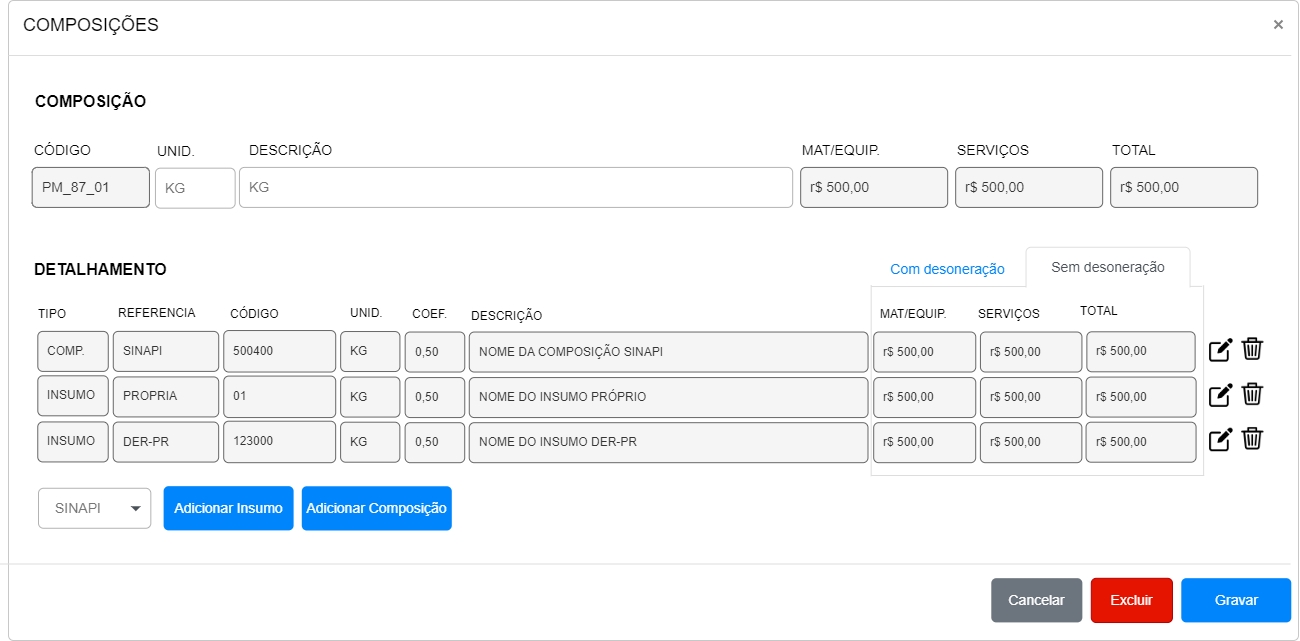 COMPOSIÇÕES ×
COMPOSIÇÃO
CÓDIGO UNID. DESCRIÇÃO MAT/EQUIP. SERVIÇOS TOTAL
PM_87_01 KG KG r$ 500,00 r$ 500,00 r$ 500,00
DETALHAMENTO Com desoneração Sem desoneração
TIPO REFERENCIA CÓDIGO UNID. COEF. DESCRIÇÃO MAT/EQUIP. SERVIÇOS TOTAL
COMP. SINAPI 500400 KG 0,50 NOME DA COMPOSIÇÃO SINAPI r$ 500,00 r$ 500,00 r$ 500,00
INSUMO PROPRIA 01 KG 0,50 NOME DO INSUMO PRÓPRIO r$ 500,00 r$ 500,00 r$ 500,00
INSUMO DER-PR 123000 KG 0,50 NOME DO INSUMO DER-PR r$ 500,00 r$ 500,00 r$ 500,00
SINAPI Adicionar Insumo Adicionar Composição
Cancelar Excluir Gravar